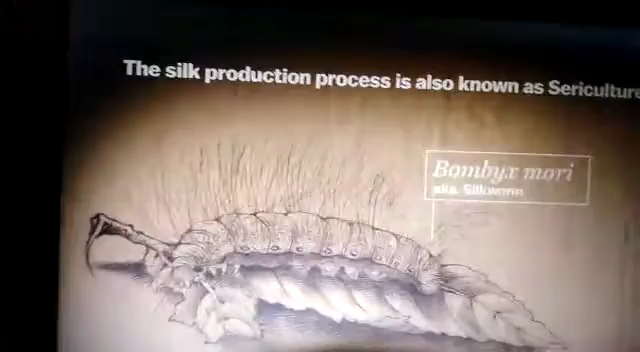 The silk production process is also known as Sericulture
Bombyx mori
aka. Silkworm